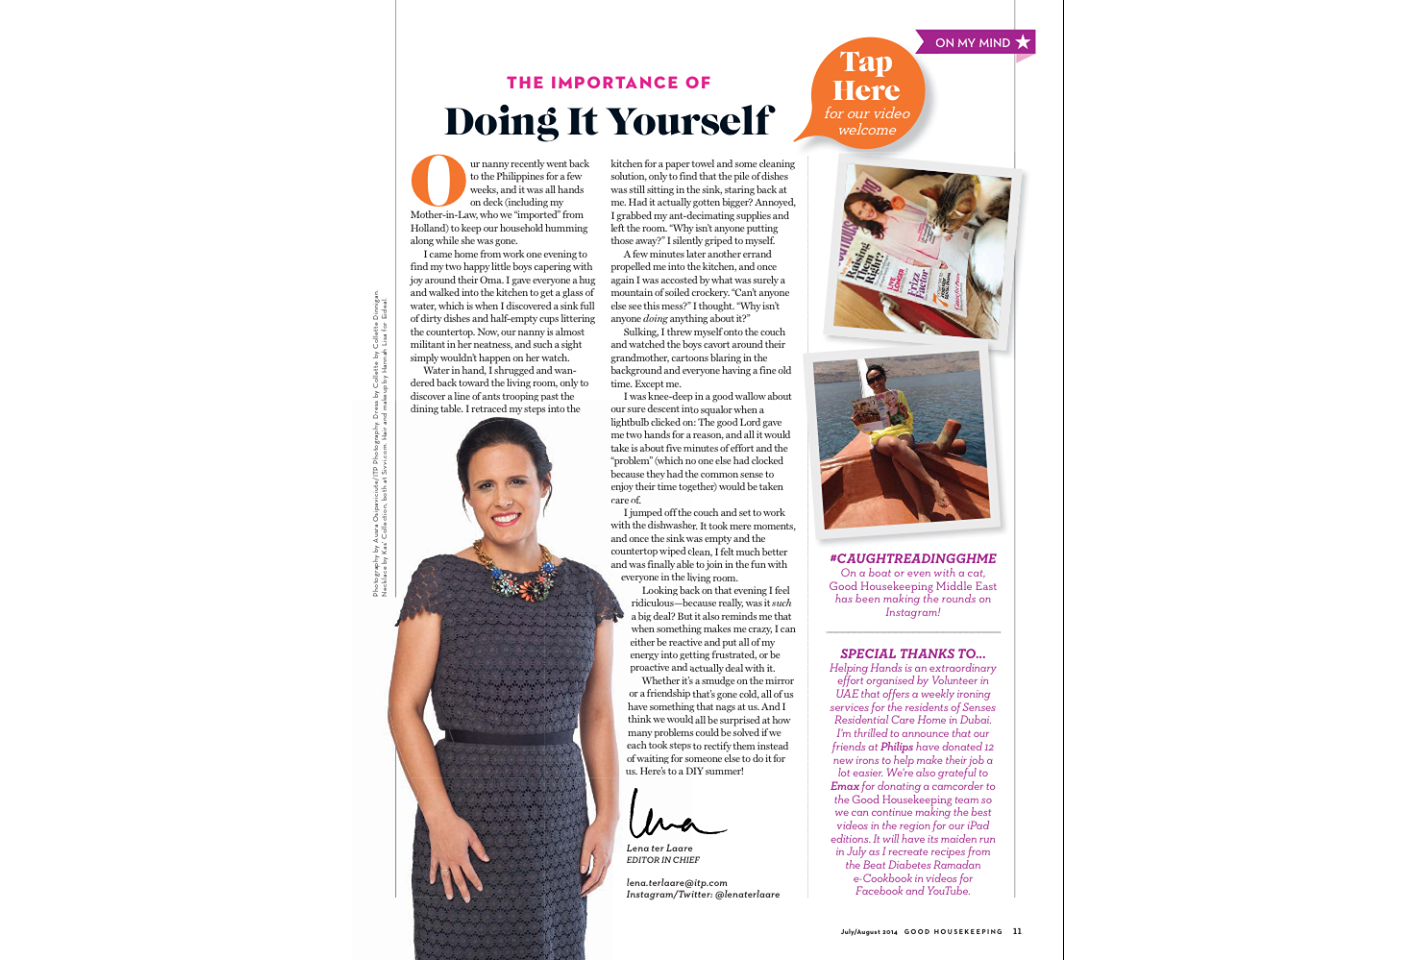 ON MY MIND
Tap
Here
for our video
welcome
THE IMPORTANCE OF
Doing It Yourself
Our nanny recently went back
to the Philippines for a few
weeks, and it was all hands
on deck (including my
Mother-in-Law, who we “imported” from
Holland) to keep our household humming
along while she was gone.
I came home from work one evening to
find my two happy little boys capering with
joy around their Oma. I gave everyone a hug
and walked into the kitchen to get a glass of
water, which is when I discovered a sink full
of dirty dishes and half-empty cups littering
the countertop. Now, our nanny is almost
militant in her neatness, and such a sight
simply wouldn’t happen on her watch.
Water in hand, I shrugged and wan-
dered back toward the living room, only to
discover a line of ants trooping past the
dining table. I retraced my steps into the
kitchen for a paper towel and some cleaning
solution, only to find that the pile of dishes
was still sitting in the sink, staring back at
me. Had it actually gotten bigger? Annoyed,
I grabbed my ant-decimating supplies and
left the room. “Why isn’t anyone putting
those away?” I silently griped to myself.
A few minutes later another errand
propelled me into the kitchen, and once
again I was accosted by what was surely a
mountain of soiled crockery. “Can’t anyone
else see this mess?” I thought. “Why isn’t
anyone doing anything about it?”
Sulking, I threw myself onto the couch
and watched the boys cavort around their
grandmother, cartoons blaring in the
background and everyone having a fine old
time. Except me.
I was knee-deep in a good wallow about
our sure descent into squalor when a
lightbulb clicked on: The good Lord gave
me two hands for a reason, and all it would
take is about five minutes of effort and the
“problem” (which no one else had clocked
because they had the common sense to
enjoy their time together) would be taken
care of.
I jumped off the couch and set to work
with the dishwasher. It took mere moments,
and once the sink was empty and the
countertop wiped clean, I felt much better
and was finally able to join in the fun with
everyone in the living room.
Looking back on that evening I feel
ridiculous—because really, was it such
a big deal? But it also reminds me that
when something makes me crazy, I can
either be reactive and put all of my
energy into getting frustrated, or be
proactive and actually deal with it.
Whether it’s a smudge on the mirror
or a friendship that’s gone cold, all of us
have something that nags at us. And I
think we would all be surprised at how
many problems could be solved if we
each took steps to rectify them instead
of waiting for someone else to do it for
us. Here’s to a DIY summer!
Lena
Lena ter Laare
EDITOR IN CHIEF
lena.terlaare@itp.com
Instagram/Twitter: @lenaterlaare
Photography by Ausra Osipaviciute/ITP Photography. Dress by Collette Dinnigan.
Necklace by Kas' Collection, both at Sivvi.com. Hair and makeup by Hannah Lisa for Eideal.
Raising
Them
Right?
LIVE
LONGER
Frizz
Factor
7
#CAUGHTREADINGGHME
On a boat or even with a cat,
Good Housekeeping Middle East
has been making the rounds on
Instagram!
SPECIAL THANKS TO...
Helping Hands is an extraordinary
effort organised by Volunteer in
UAE that offers a weekly ironing
services for the residents of Senses
Residential Care Home in Dubai.
I'm thrilled to announce that our
friends at Philips have donated 12
new irons to help make their job a
lot easier. We're also grateful to
Emax for donating a camcorder to
the Good Housekeeping team so
we can continue making the best
videos in the region for our iPad
editions. It will have its maiden run
in July as I recreate recipes from
the Beat Diabetes Ramadan
e-Cookbook in videos for
Facebook and YouTube.
July/August 2014 GOOD HOUSEKEEPING 11